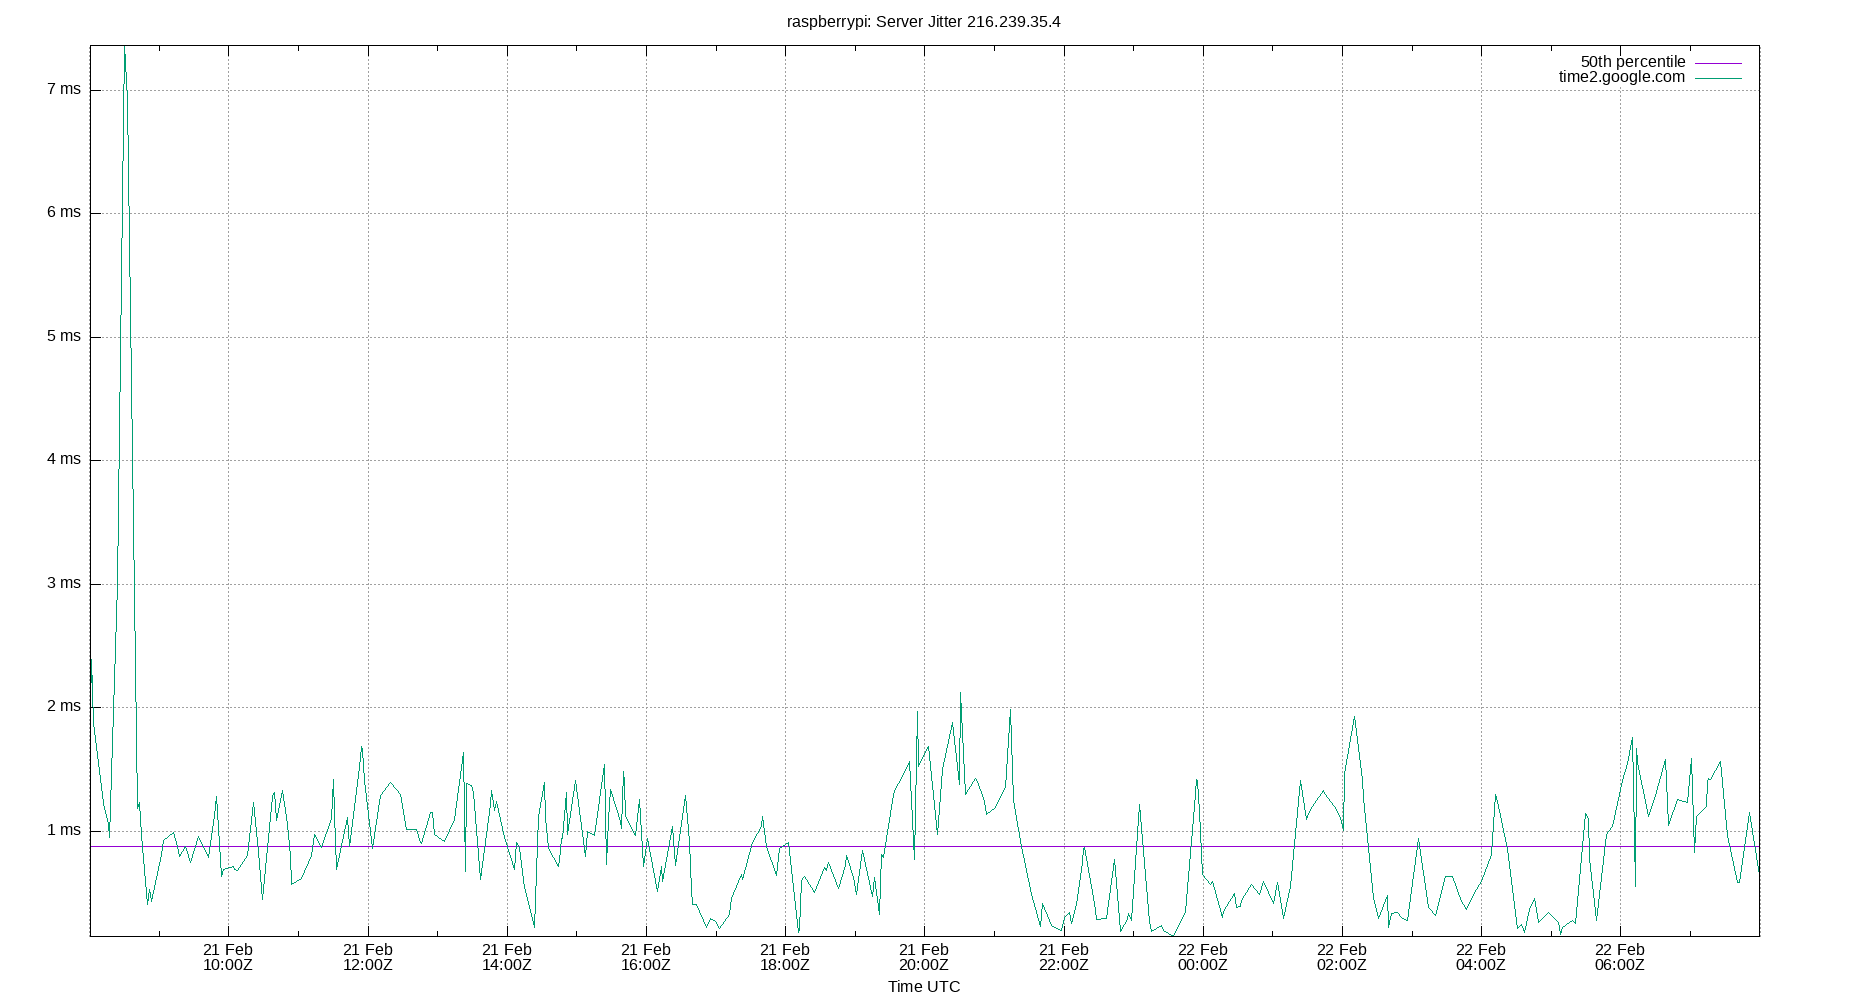 raspberrypi: Server Jitter 216.239.35.4
50th percentile
time2.google.com
7 ms
6 ms
5 ms
4 ms
3 ms
2 ms
1 ms
21 Feb 21 Feb 21 Feb 21 Feb 21 Feb 21 Feb 21 Feb 22 Feb 22 Feb 22 Feb 22 Feb
10:00Z 12:00Z 14:00Z 16:00Z 18:00Z 20:00Z 22:00Z 00:00Z 02:00Z 04:00Z 06:00Z
Time UTC